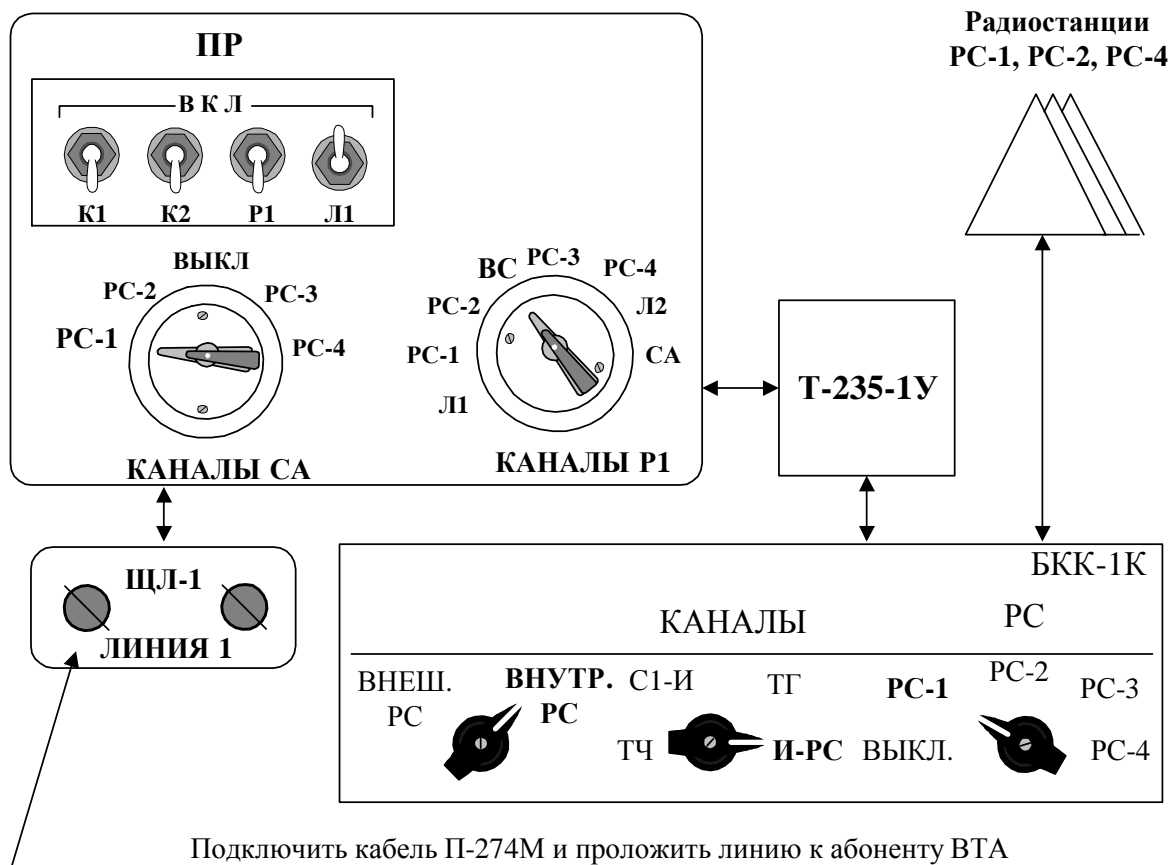 ПР
Радиостанции
РС-1, РС-2, РС-4
В К Л
К1 К2 Р1 Л1
ВЫКЛ
РС-2 РС-3
РС-1 РС-4
КАНАЛЫ СА
ВС РС-3 РС-4
РС-2 Л2
РС-1 СА
Л1
КАНАЛЫ Р1
Т-235-1У
ЩЛ-1
ЛИНИЯ 1
БКК-1К
КАНАЛЫ РС
ВНЕШ. РС
ВНУТР. РС
С1-И ТГ
ТЧ И-РС
РС-1 РС-2 РС-3
ВЫКЛ. РС-4
Подключить кабель П-274М и проложить линию к абоненту ВТА